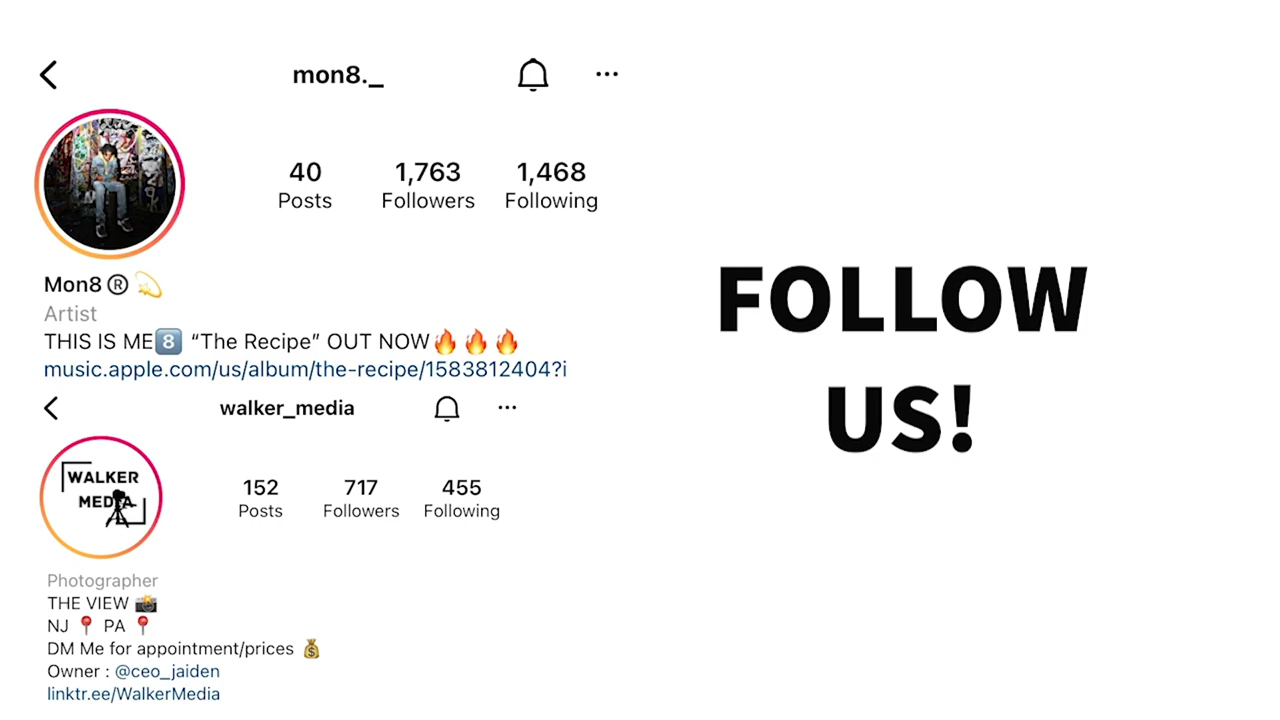 mon8._
40 1,763 1,468
Posts Followers Following
Mon8® 💫
Artist
THIS IS ME8️⃣ “The Recipe” OUT NOW🔥🔥🔥
music.apple.com/us/album/the-recipe/1583812404?i
walker_media
WALKER
MEDIA
152 717 455
Posts Followers Following
Photographer
THE VIEW 📸
NJ 📍 PA 📍
DM Me for appointment/prices 💰
Owner : @ceo_jaiden
linktr.ee/WalkerMedia
FOLLOW
US!